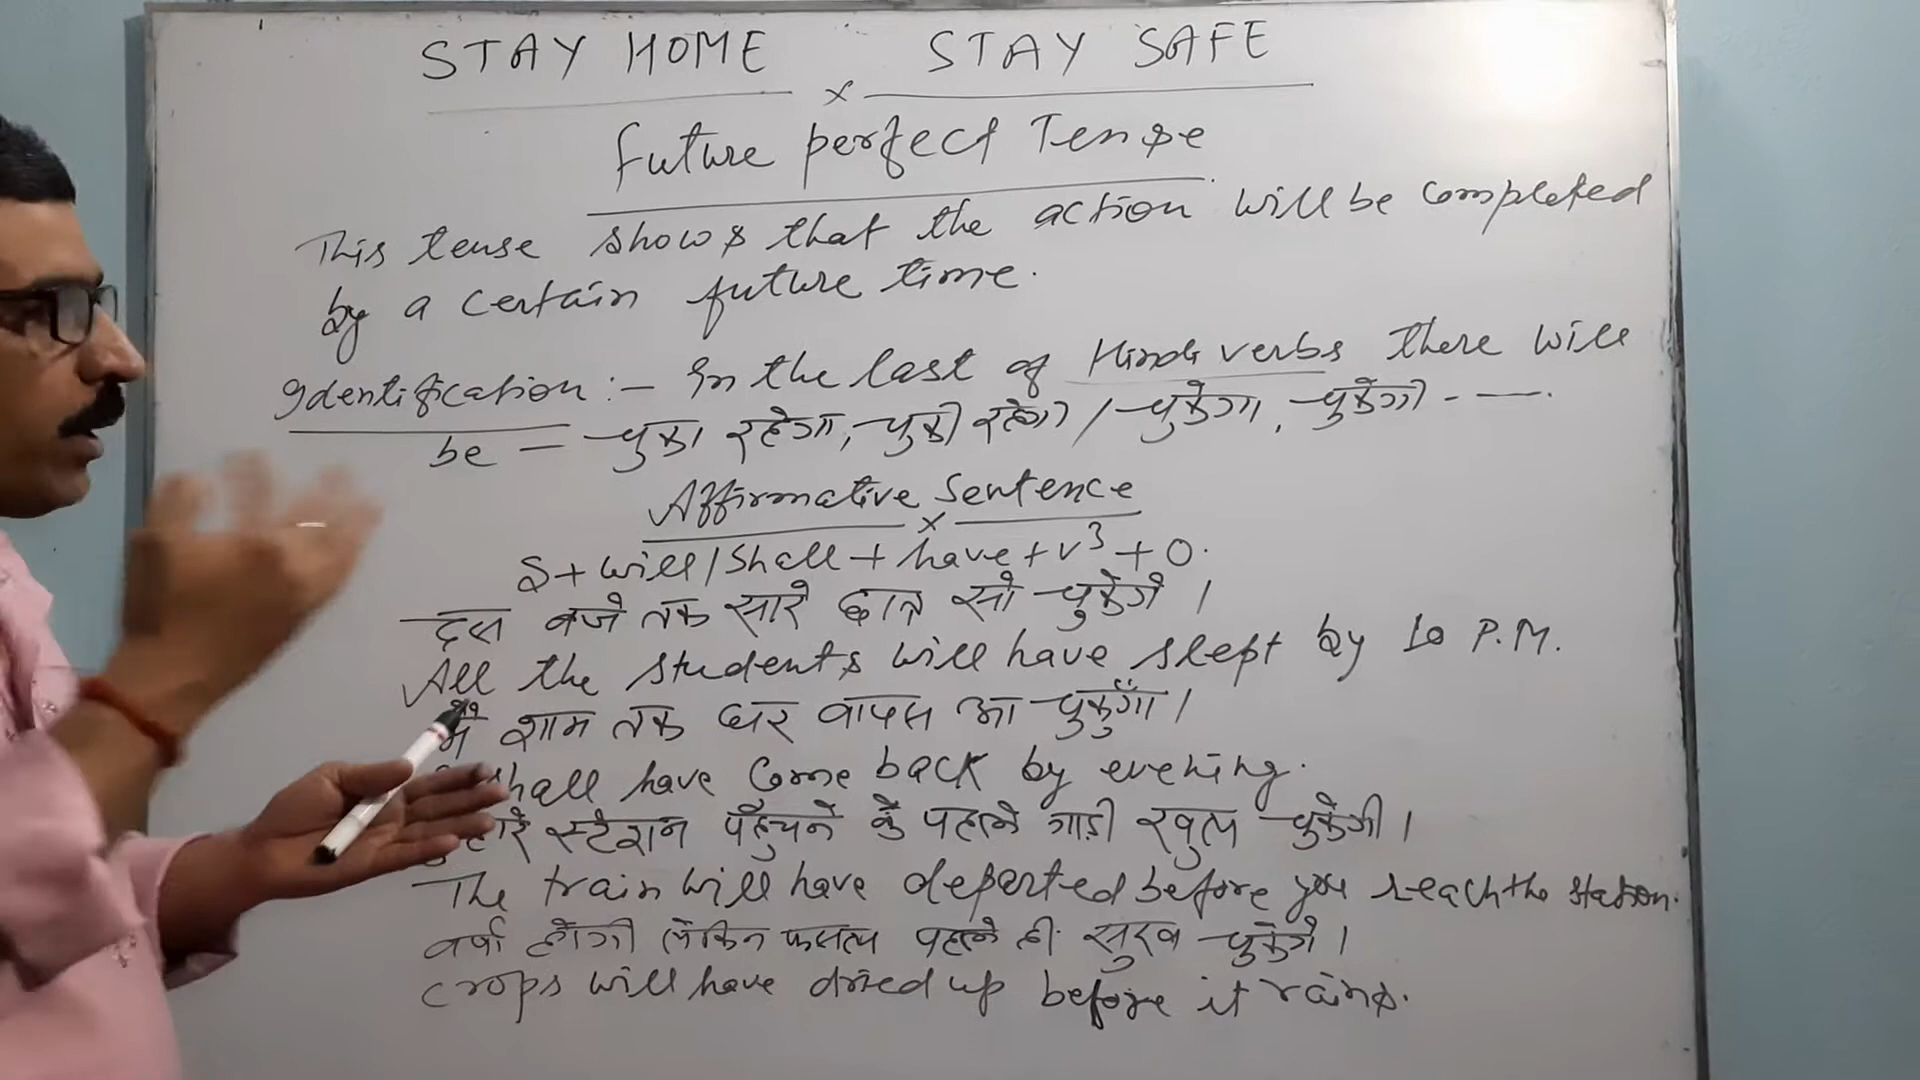 STAY HOME × STAY SAFE
Future perfect Tense
This tense shows that the action will be completed
by a certain future time.
Identification :- In the last of Hindi verbs there will
be = चुका रहेगा, चुकी रहेगी / चुकेगा, चुकेगी - —.
Affirmative × Sentence
S + will / Shall + have + v³ + O.
दस बजे तक सारे छात्र सो चुकेंगे ।
All the students will have slept by 10 P.M.
मैं शाम तक घर वापस आ चुकुँगा ।
shall have Come back by evening.
स्टेशन पहुँचने के पहले गाड़ी खुल चुकेगी ।
The train will have departed before you reach the station.
वर्षा होगी लेकिन फसल पहले ही सुख चुकेंगे ।
crops will have dried up before it rains.